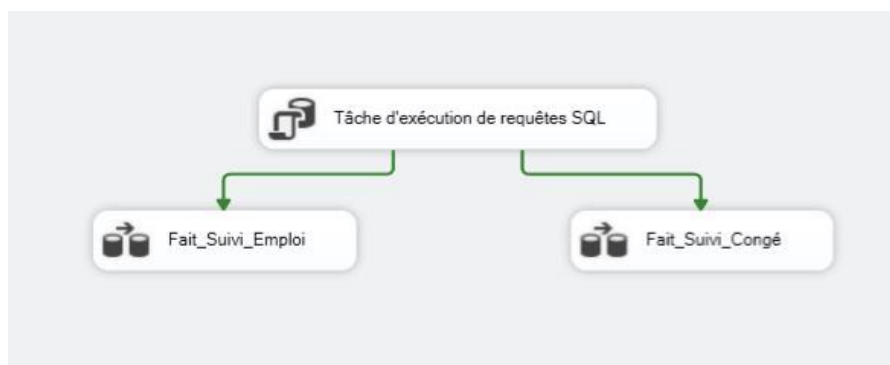 Tâche d'exécution de requêtes SQL
Fait_Suivi_Emploi
Fait_Suivi_Congé